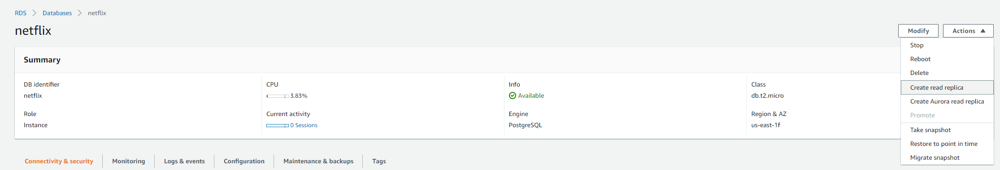 RDS > Databases > netflix
netflix
Modify
Actions
Stop
Reboot
Delete
Create read replica
Create Aurora read replica
Promote
Take snapshot
Restore to point in time
Migrate snapshot
Summary
DB identifier
netflix
CPU
3.83%
Info
Available
Class
db.t2.micro
Role
Instance
Current activity
0 Sessions
Engine
PostgreSQL
Region & AZ
us-east-1f
Connectivity & security
Monitoring
Logs & events
Configuration
Maintenance & backups
Tags